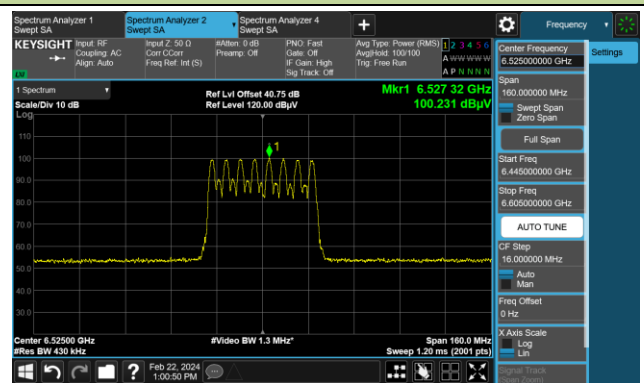 Spectrum Analyzer 1
Swept SA
Spectrum Analyzer 2
Swept SA
Spectrum Analyzer 4
Swept SA
Frequency
KEYSIGHT
Input: RF
Coupling: AC
Align: Auto
Input Z: 50 Ω
Corr CCorr
Freq Ref: Int (S)
#Atten: 0 dB
Preamp: Off
PNO: Fast
Gate: Off
IF Gain: High
Sig Track: Off
Avg Type: Power (RMS)
Avg|Hold: 100/100
Trig: Free Run
1 2 3 4 5 6
A W W W W W
A P N N N N
1 Spectrum
Scale/Div 10 dB
Log
Ref Lvl Offset 40.75 dB
Ref Level 120.00 dBµV
Mkr1 6.527 32 GHz
100.231 dBµV
1
110
100
90.0
80.0
70.0
60.0
50.0
40.0
30.0
Center 6.52500 GHz
#Res BW 430 kHz
#Video BW 1.3 MHz*
Span 160.0 MHz
Sweep 1.20 ms (2001 pts)
Feb 22, 2024
1:00:50 PM
Center Frequency
6.525000000 GHz
Settings
Span
160.000000 MHz
Swept Span
Zero Span
Full Span
Start Freq
6.445000000 GHz
Stop Freq
6.605000000 GHz
AUTO TUNE
CF Step
16.000000 MHz
Auto
Man
Freq Offset
0 Hz
X Axis Scale
Log
Lin
Signal Track
(Span Zoom)